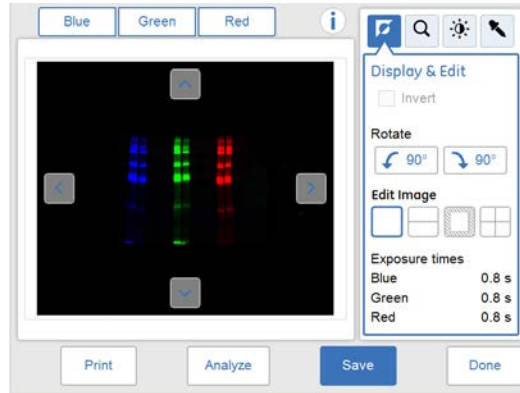 Blue Green Red i
Display & Edit
Invert
Rotate
90° 90°
Edit Image
Exposure times
Blue 0.8 s
Green 0.8 s
Red 0.8 s
Print Analyze Save Done